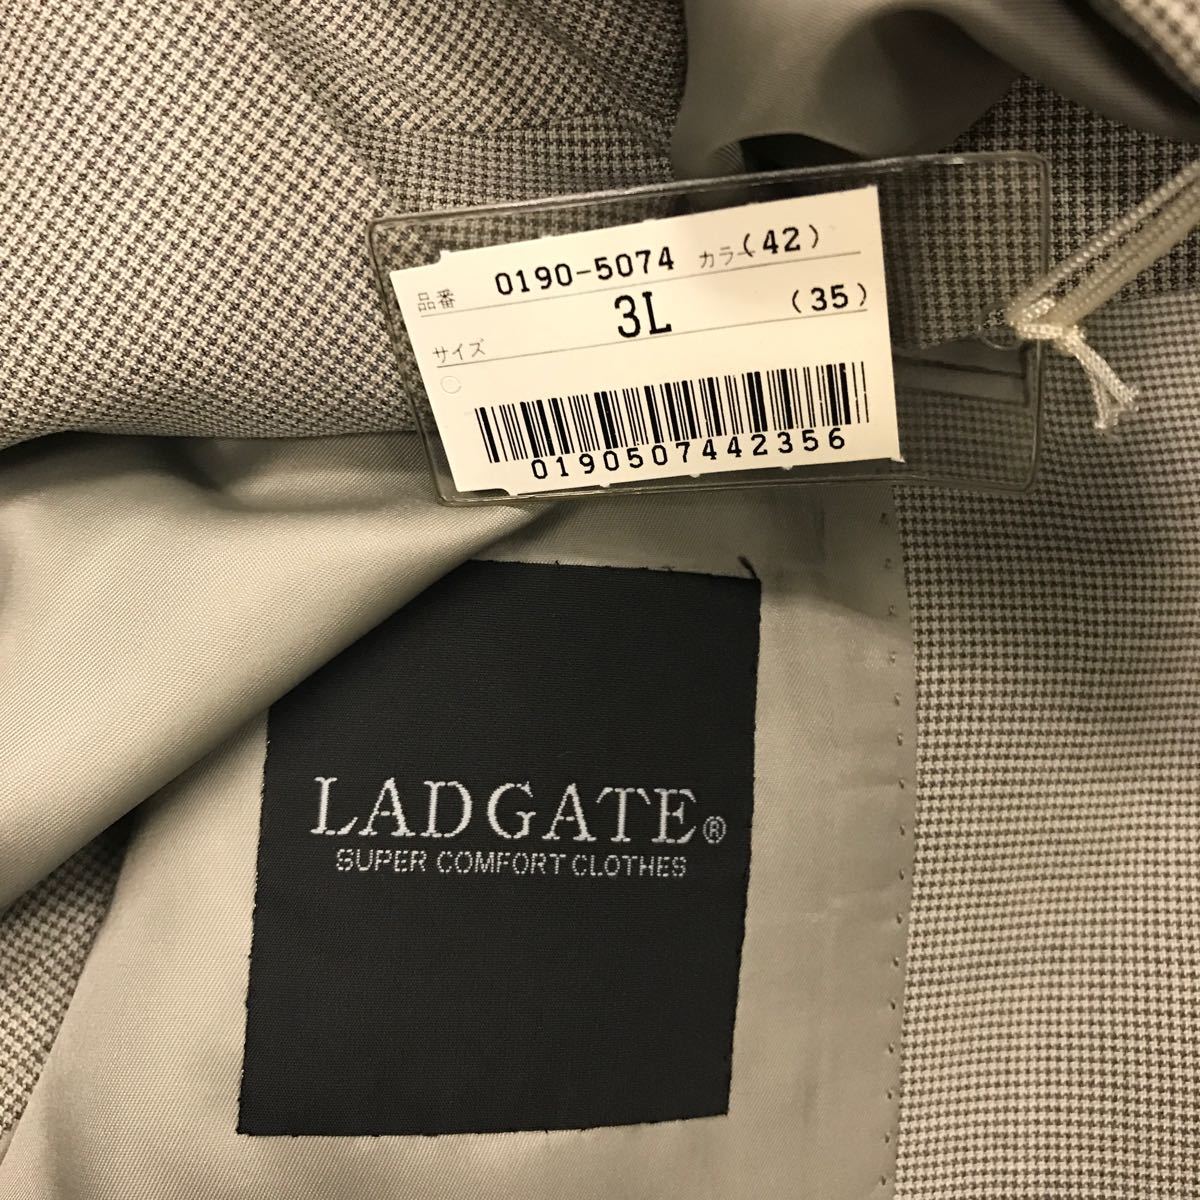 品番 0190-5074 カラー(42)
サイズ 3L (35)
0190507442356
LADGATE®
SUPER COMFORT CLOTHES